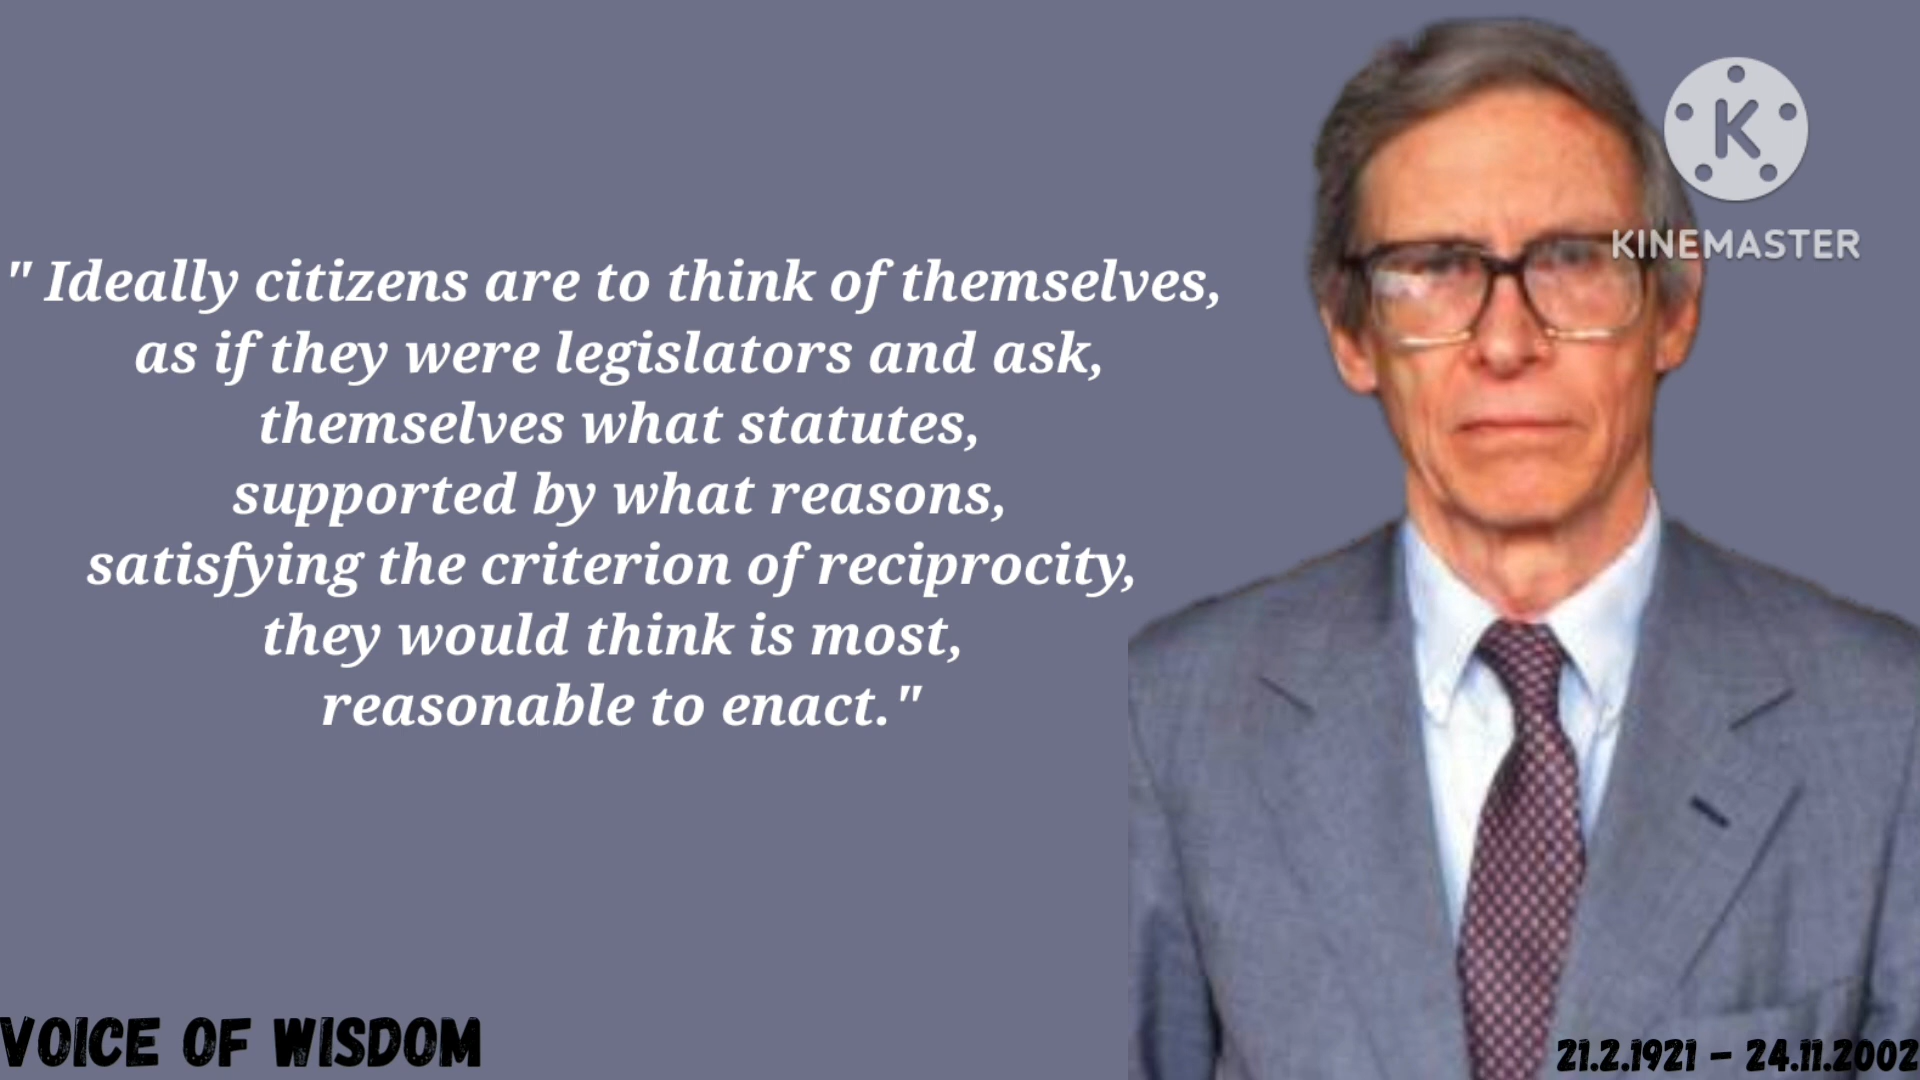 " Ideally citizens are to think of themselves,
as if they were legislators and ask,
themselves what statutes,
supported by what reasons,
satisfying the criterion of reciprocity,
they would think is most,
reasonable to enact."
K
KINEMASTER
VOICE OF WISDOM
21.2.1921 – 24.11.2002